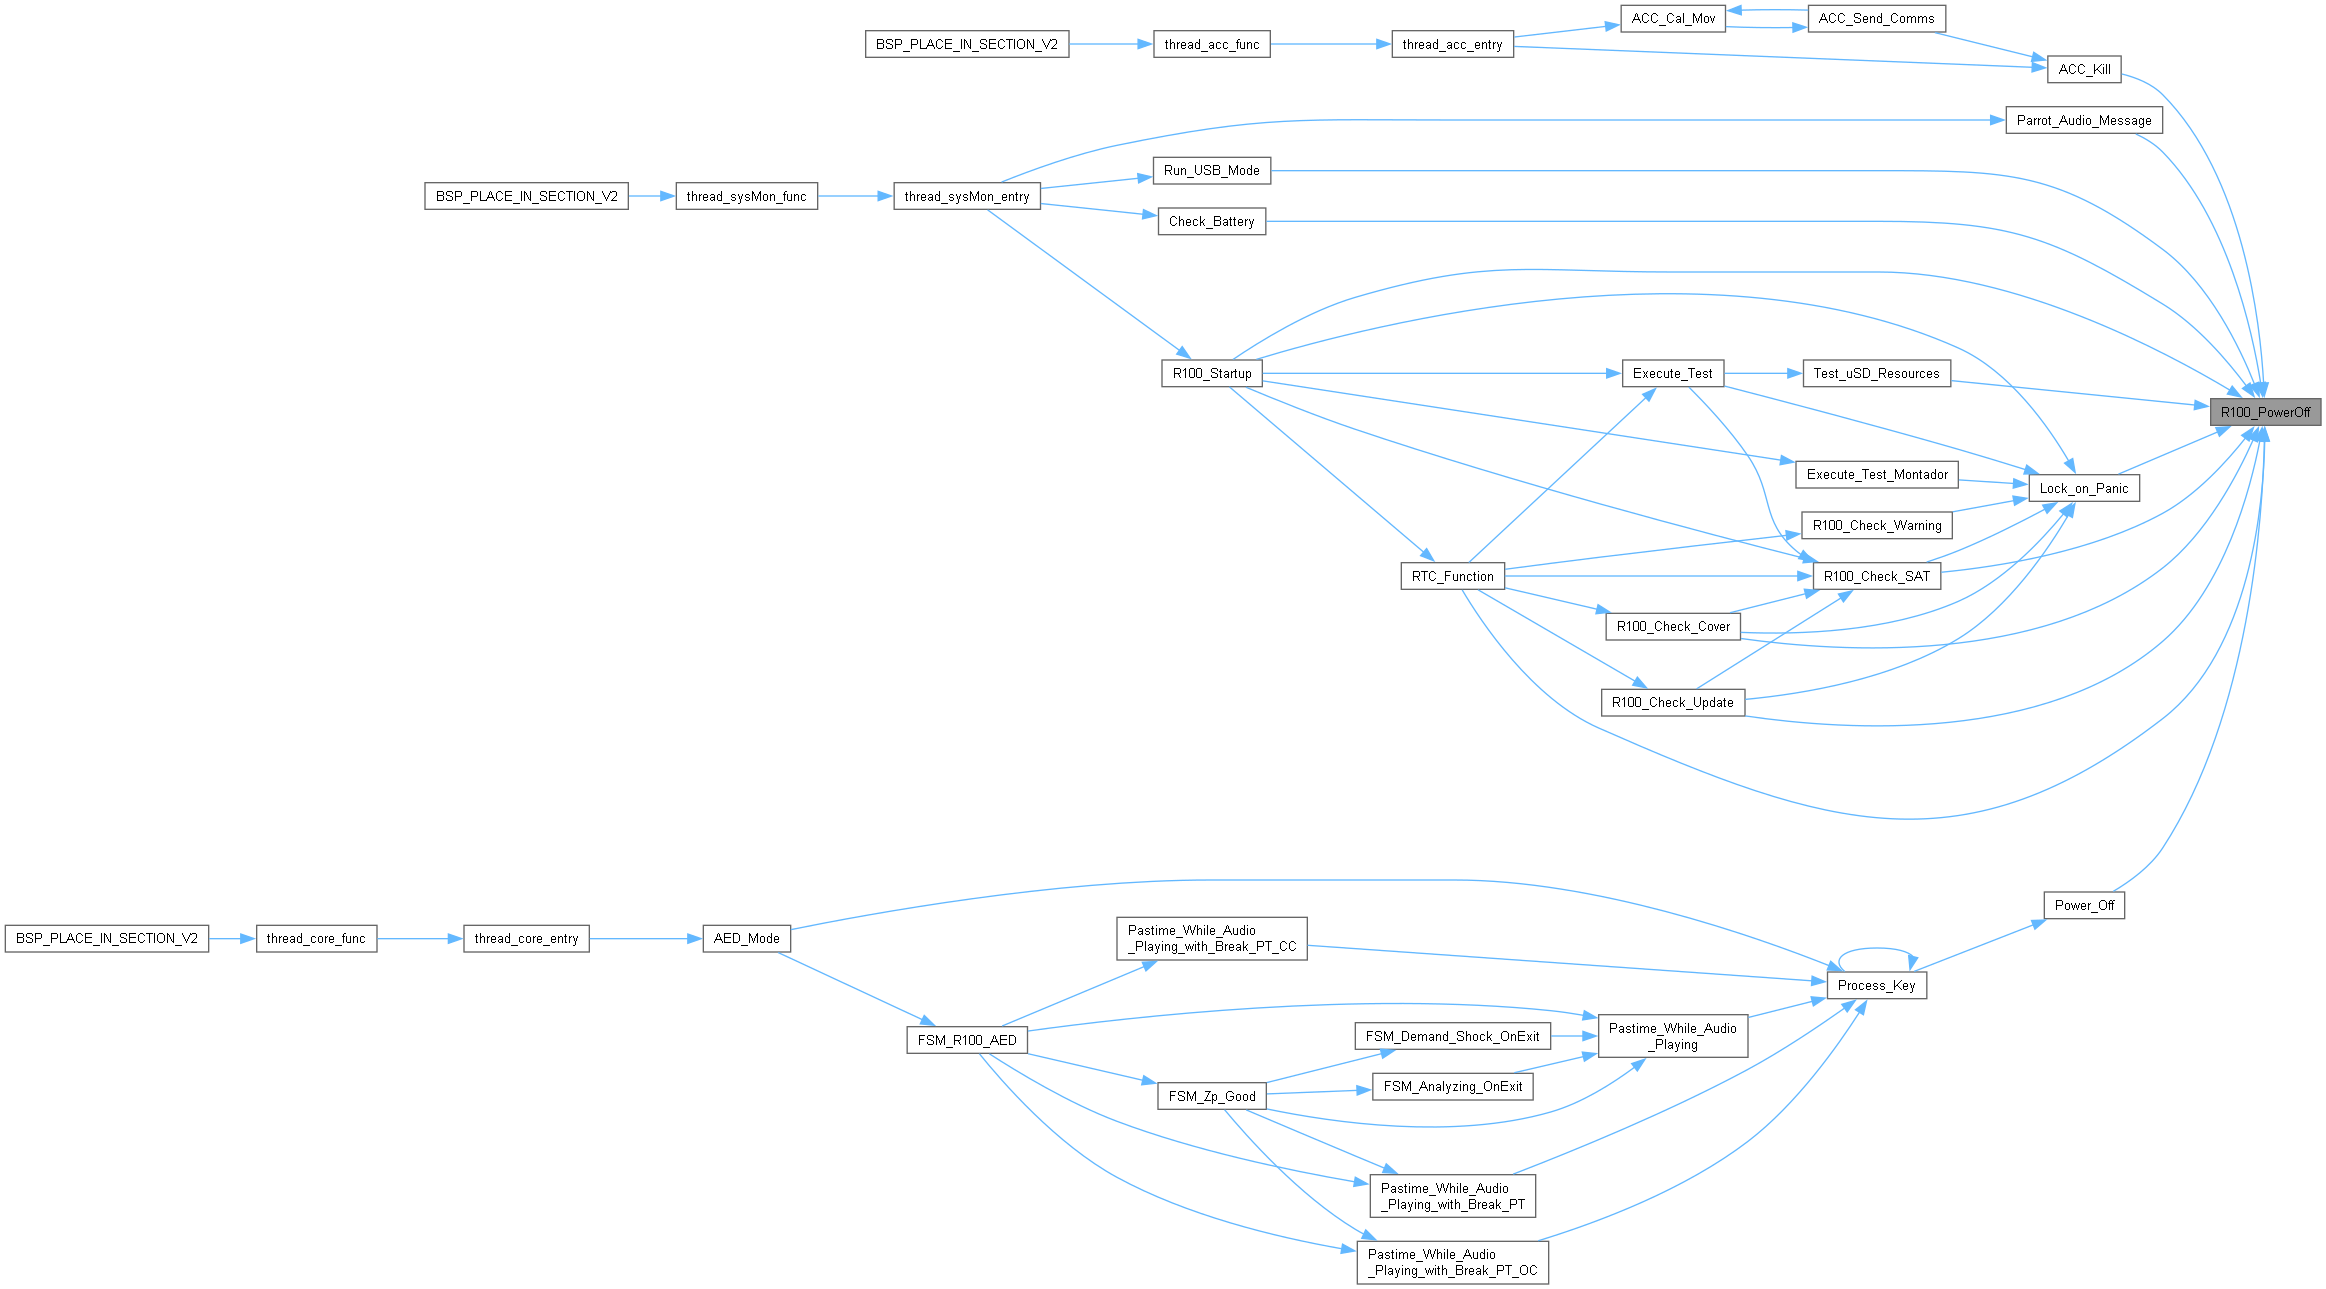 ACC_Cal_Mov
ACC_Send_Comms
BSP_PLACE_IN_SECTION_V2
thread_acc_func
thread_acc_entry
ACC_Kill
Parrot_Audio_Message
Run_USB_Mode
BSP_PLACE_IN_SECTION_V2
thread_sysMon_func
thread_sysMon_entry
Check_Battery
R100_Startup
Execute_Test
Test_uSD_Resources
R100_PowerOff
Execute_Test_Montador
Lock_on_Panic
R100_Check_Warning
RTC_Function
R100_Check_SAT
R100_Check_Cover
R100_Check_Update
Power_Off
BSP_PLACE_IN_SECTION_V2
thread_core_func
thread_core_entry
AED_Mode
Pastime_While_Audio
_Playing_with_Break_PT_CC
Process_Key
FSM_R100_AED
FSM_Demand_Shock_OnExit
Pastime_While_Audio
_Playing
FSM_Analyzing_OnExit
FSM_Zp_Good
Pastime_While_Audio
_Playing_with_Break_PT
Pastime_While_Audio
_Playing_with_Break_PT_OC